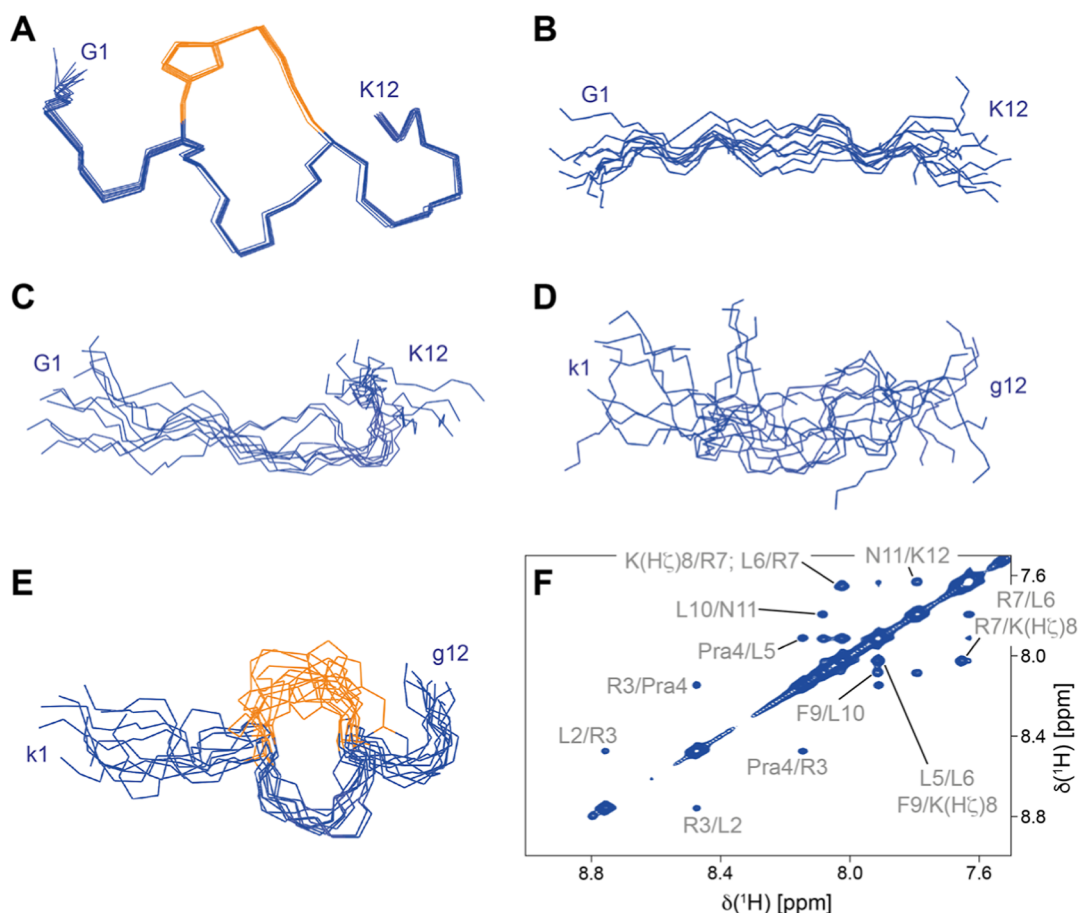 A
G1
K12
B
G1
K12
C
G1
K12
D
k1
g12
E
k1
g12
F
K(Hζ)8/R7; L6/R7
N11/K12
L10/N11
Pra4/L5
R3/Pra4
L2/R3
R7/L6
R7/K(Hζ)8
F9/L10
Pra4/R3
L5/L6
F9/K(Hζ)8
R3/L2
7.6
8.0
8.4
8.8
δ(¹H) [ppm]
8.8
8.4
8.0
7.6
δ(¹H) [ppm]